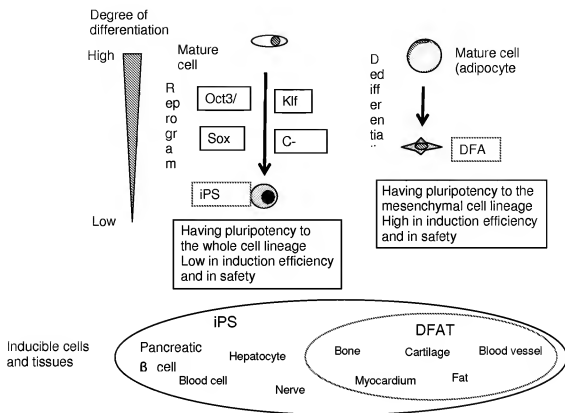 Degree of
differentiation
High
Low
Mature
cell
R
e
p
ro
gr
a
m
Oct3/
Klf
Sox
C-
iPS
Having pluripotency to
the whole cell lineage
Low in induction efficiency
and in safety
D
ed
iff
er
en
tia
Mature cell
(adipocyte
DFA
Having pluripotency to the
mesenchymal cell lineage
High in induction efficiency
and in safety
Inducible cells
and tissues
iPS
Pancreatic
β cell
Hepatocyte
Blood cell
Nerve
DFAT
Bone
Cartilage
Blood vessel
Myocardium
Fat